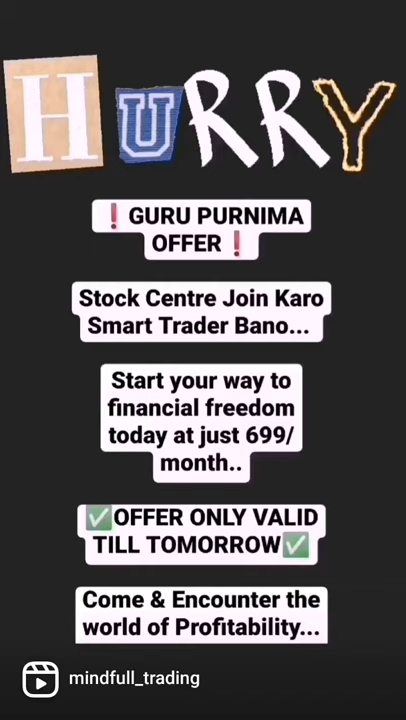 HURRY
❗GURU PURNIMA
OFFER❗
Stock Centre Join Karo
Smart Trader Bano...
Start your way to
financial freedom
today at just 699/
month..
✅OFFER ONLY VALID
TILL TOMORROW✅
Come & Encounter the
world of Profitability...
mindfull_trading